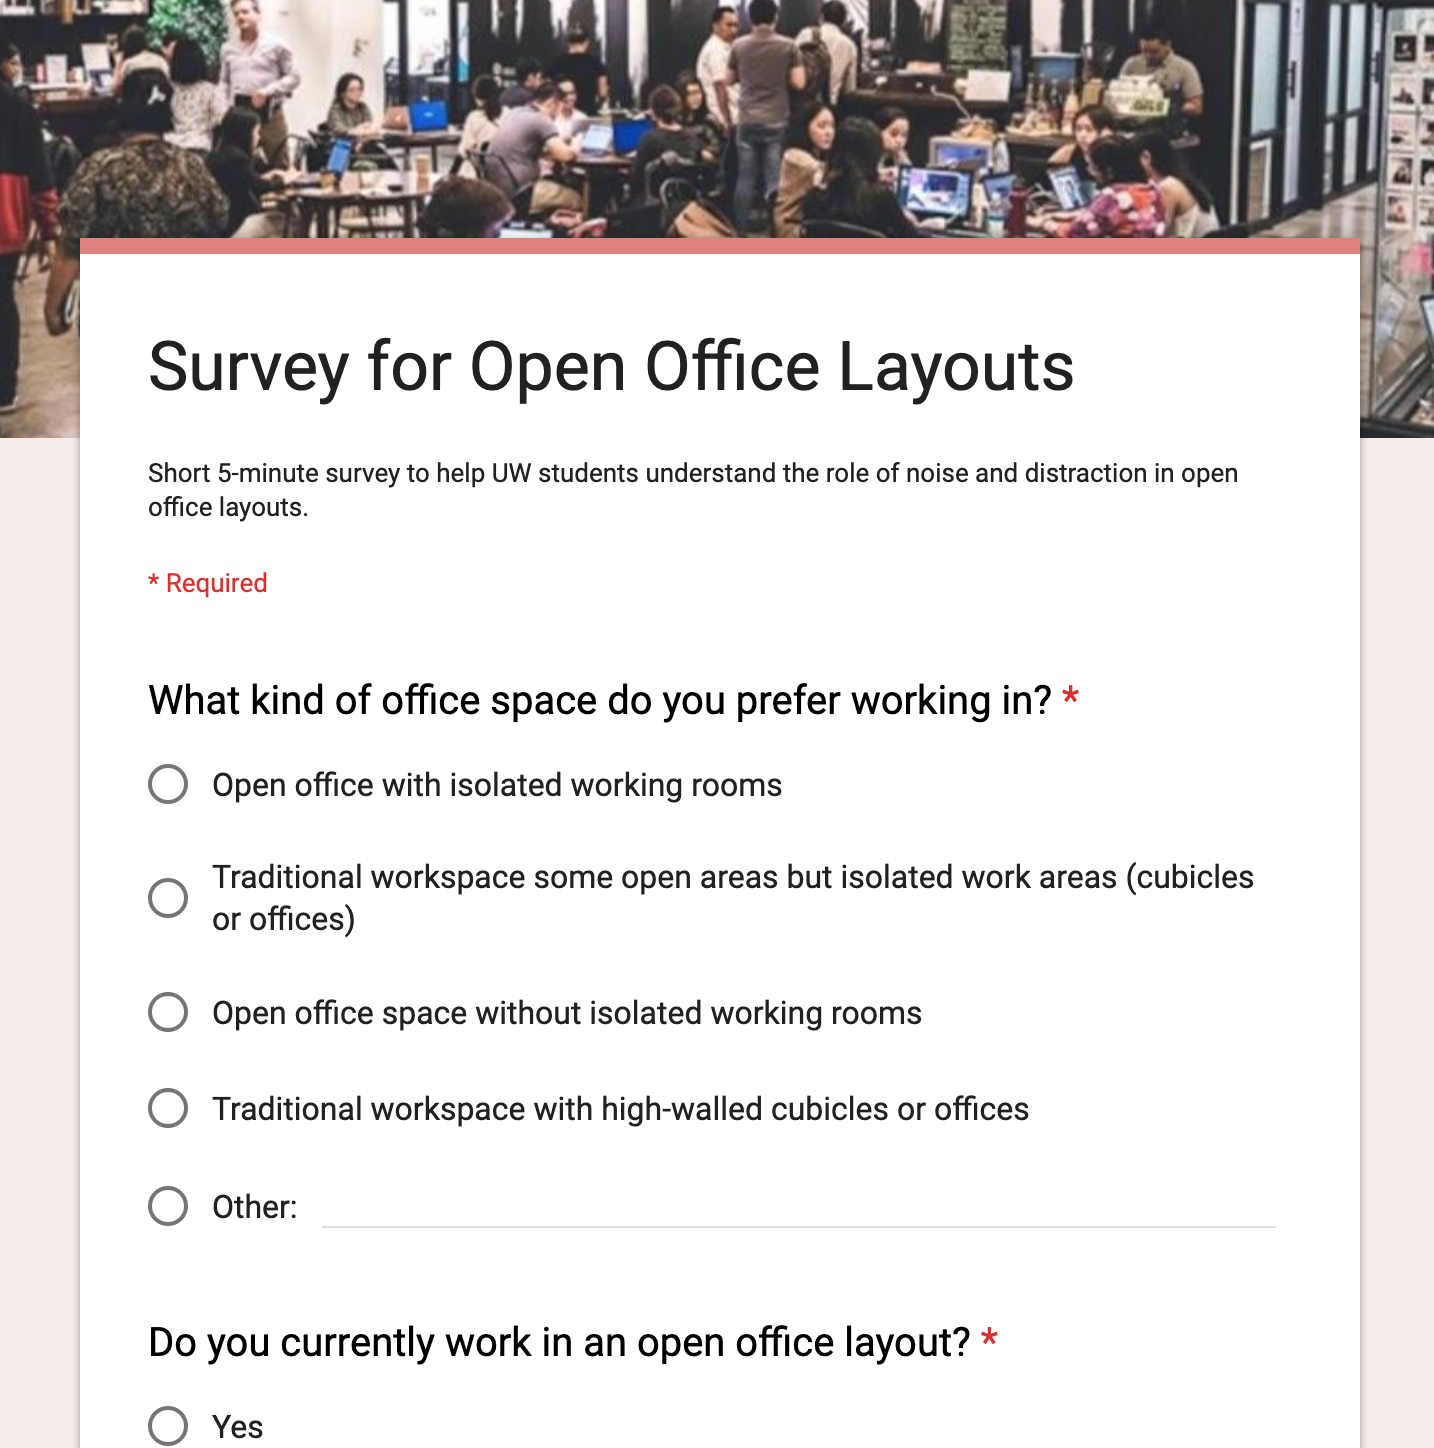 Survey for Open Office Layouts
Short 5-minute survey to help UW students understand the role of noise and distraction in open
office layouts.
* Required
What kind of office space do you prefer working in? *
Open office with isolated working rooms
Traditional workspace some open areas but isolated work areas (cubicles
or offices)
Open office space without isolated working rooms
Traditional workspace with high-walled cubicles or offices
Other:
Do you currently work in an open office layout? *
Yes